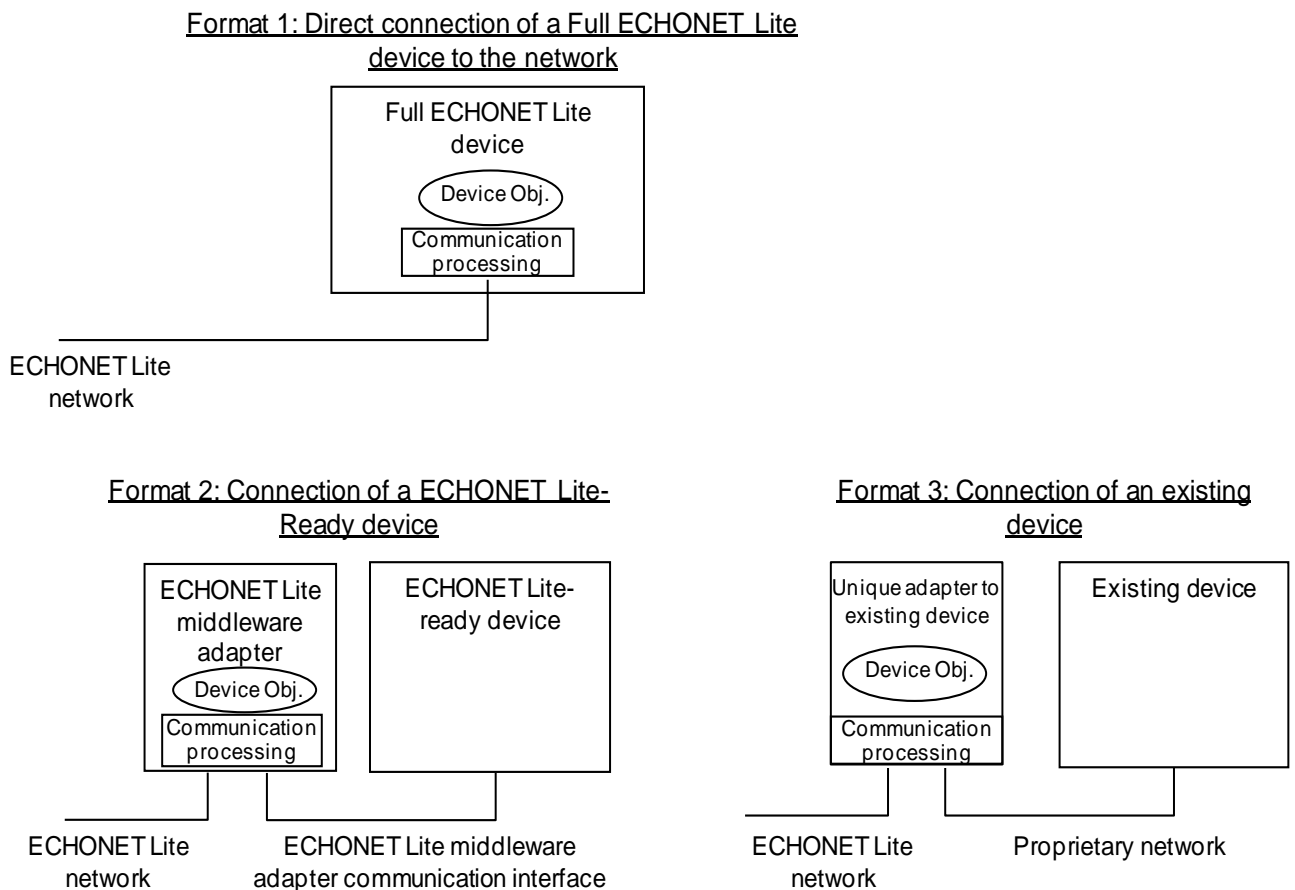 Format 1: Direct connection of a Full ECHONET Lite
device to the network
Full ECHONET Lite
device
Device Obj.
Communication
processing
ECHONET Lite
network
Format 2: Connection of a ECHONET Lite-
Ready device
ECHONET Lite
middleware
adapter
Device Obj.
Communication
processing
ECHONET Lite-
ready device
ECHONET Lite
network
ECHONET Lite middleware
adapter communication interface
Format 3: Connection of an existing
device
Unique adapter to
existing device
Device Obj.
Communication
processing
Existing device
ECHONET Lite
network
Proprietary network